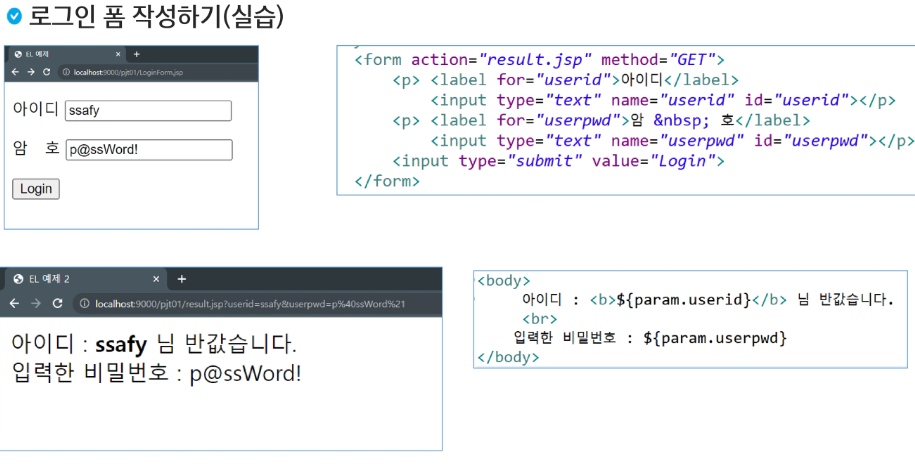 로그인 폼 작성하기(실습)
EL 예제
localhost:9000/pjt01/LoginForm.jsp
아이디 ssafy
암 호 p@ssWord!
Login
<form action="result.jsp" method="GET">
<p> <label for="userid">아이디</label>
<input type="text" name="userid" id="userid"></p>
<p> <label for="userpwd">암 &nbsp; 호</label>
<input type="text" name="userpwd" id="userpwd"></p>
<input type="submit" value="Login">
</form>
EL 예제 2
localhost:9000/pjt01/result.jsp?userid=ssafy&userpwd=p%40ssWord%21
아이디 : ssafy 님 반값습니다.
입력한 비밀번호 : p@ssWord!
<body>
아이디 : <b>${param.userid}</b> 님 반값습니다.
<br>
입력한 비밀번호 : ${param.userpwd}
</body>